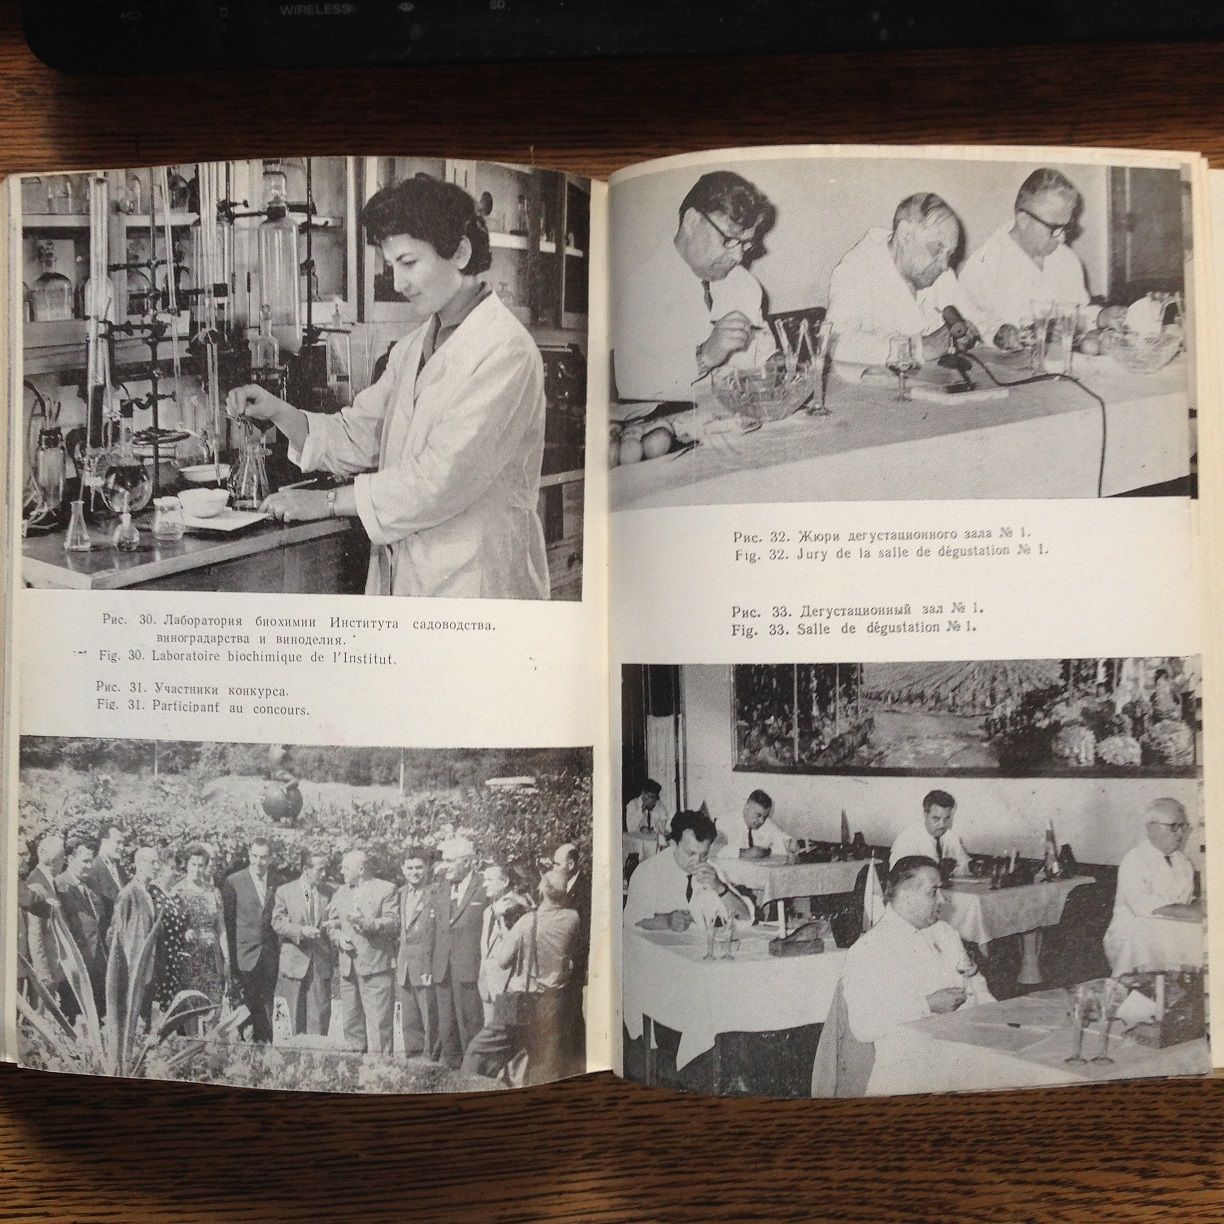 WIRELESS
SD
Рис. 30. Лаборатория биохимии Института садоводства,
виноградарства и виноделия.
Fig. 30. Laboratoire biochimique de l'Institut.
Рис. 31. Участники конкурса.
Fig. 31. Participant au concours.
Рис. 32. Жюри дегустационного зала № 1.
Fig. 32. Jury de la salle de dégustation № 1.
Рис. 33. Дегустационный зал № 1.
Fig. 33. Salle de dégustation № 1.